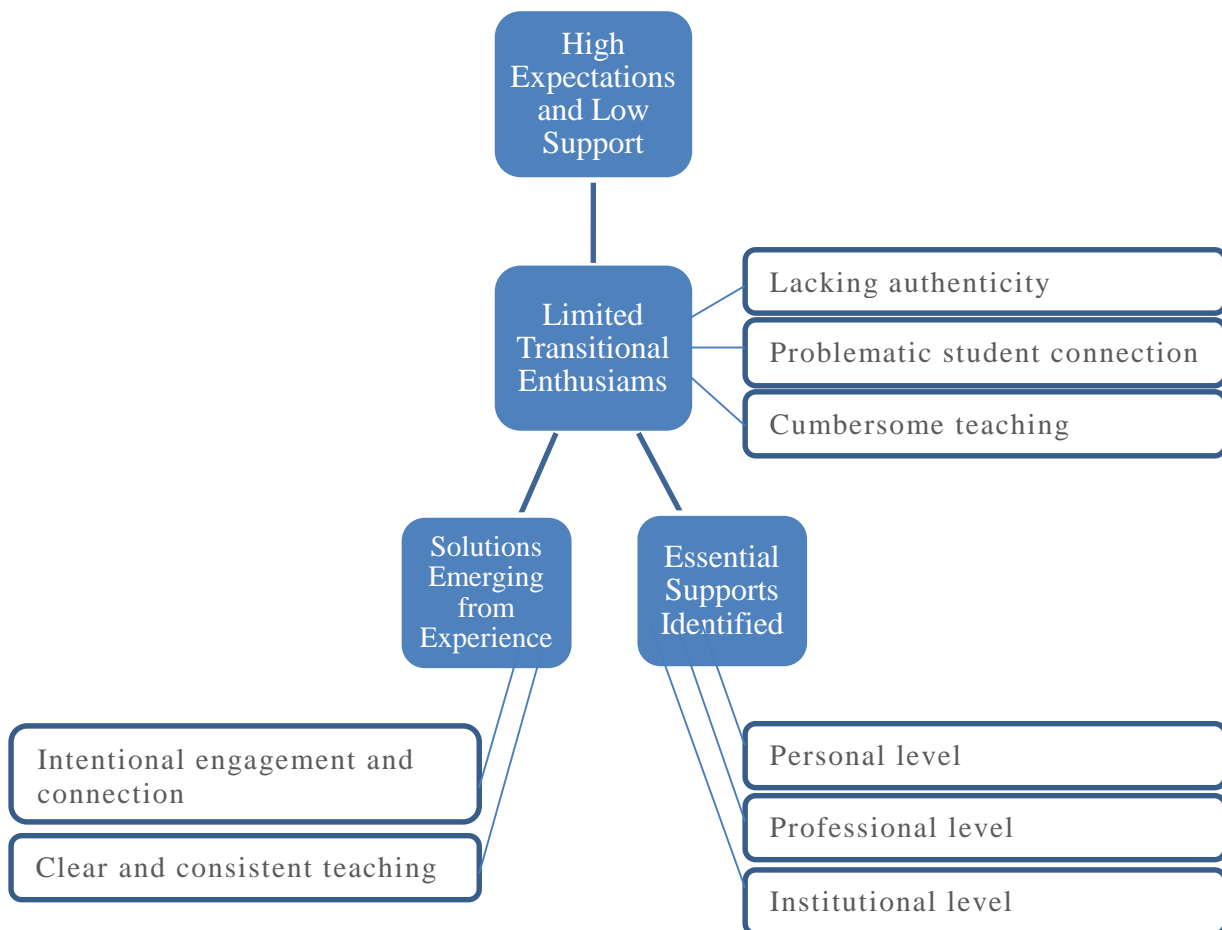 High
Expectations
and Low
Support
Limited
Transitional
Enthusiams
Lacking authenticity
Problematic student connection
Cumbersome teaching
Solutions
Emerging
from
Experience
Essential
Supports
Identified
Intentional engagement and
connection
Clear and consistent teaching
Personal level
Professional level
Institutional level